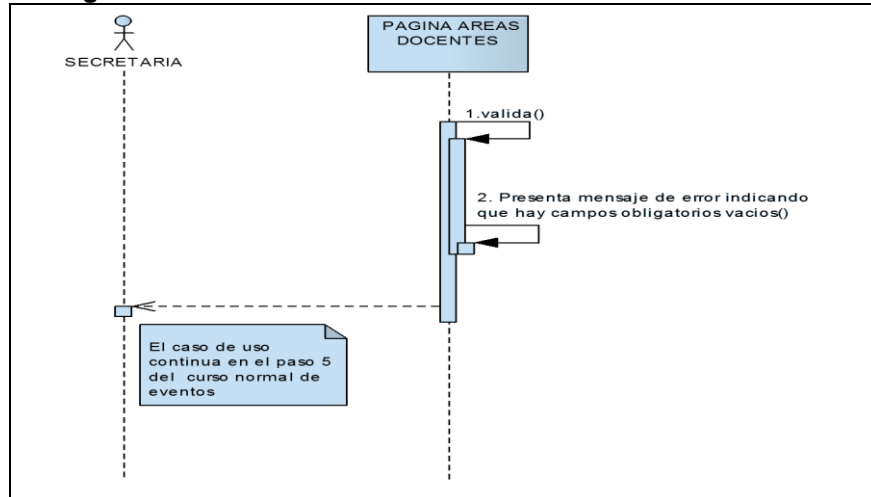 SECRETARIA
PAGINA AREAS
DOCENTES
1.valida()
2. Presenta mensaje de error indicando
que hay campos obligatorios vacios()
El caso de uso
continua en el paso 5
del curso normal de
eventos